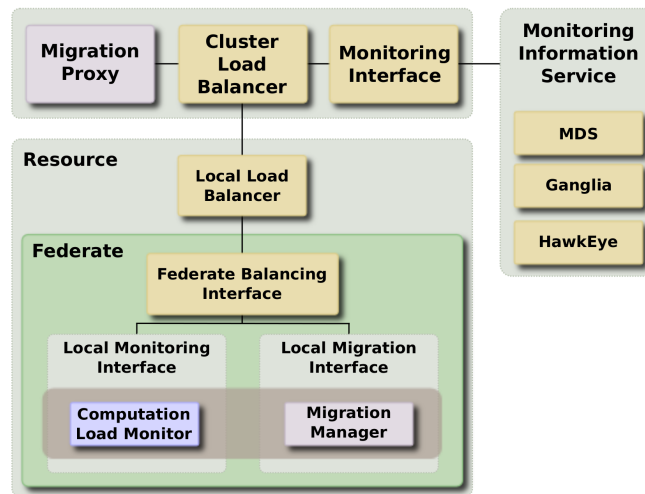 Migration
Proxy
Cluster
Load
Balancer
Monitoring
Interface
Monitoring
Information
Service
MDS
Ganglia
HawkEye
Resource
Local Load
Balancer
Federate
Federate Balancing
Interface
Local Monitoring
Interface
Local Migration
Interface
Computation
Load Monitor
Migration
Manager